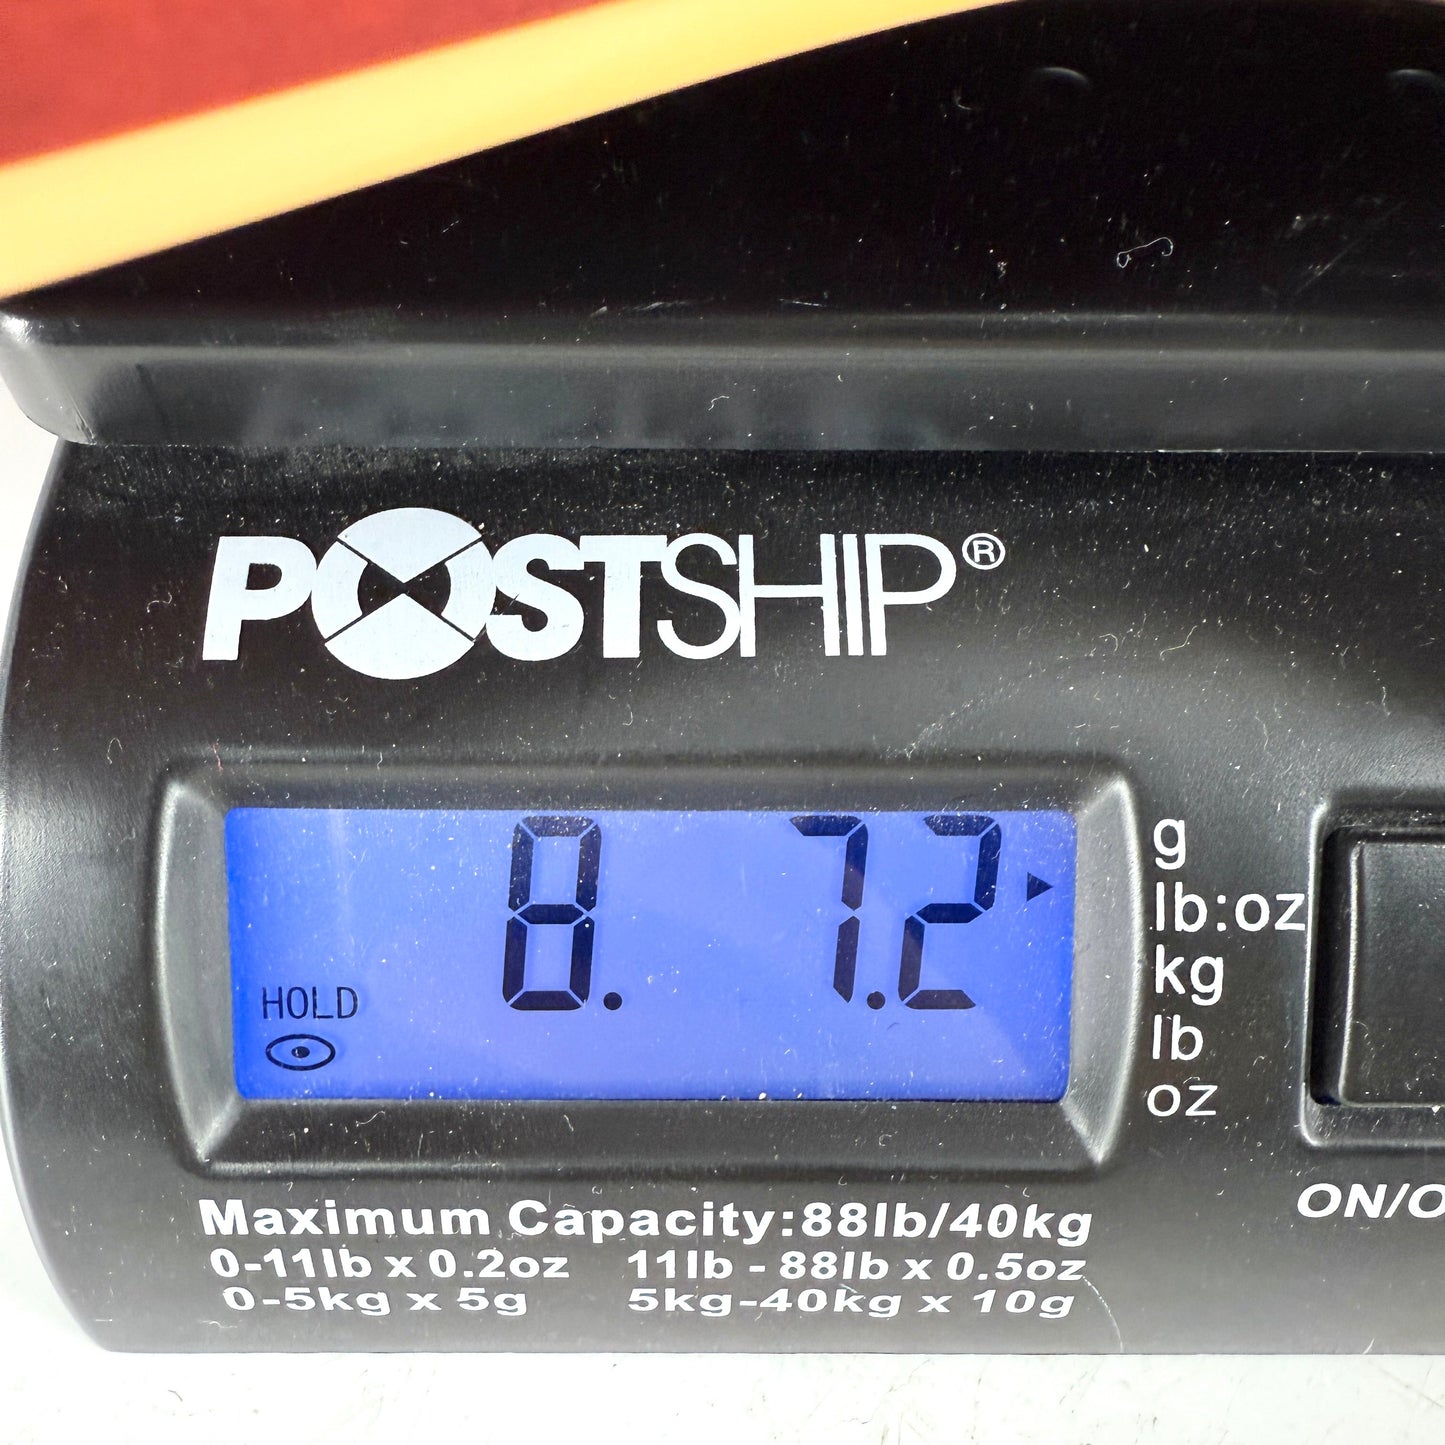 POSTSHIP®
8. 7.2
HOLD
g
lb:oz
kg
lb
oz
ON/O
Maximum Capacity:88lb/40kg
0-11lb x 0.2oz 11lb - 88lb x 0.5oz
0-5kg x 5g 5kg-40kg x 10g